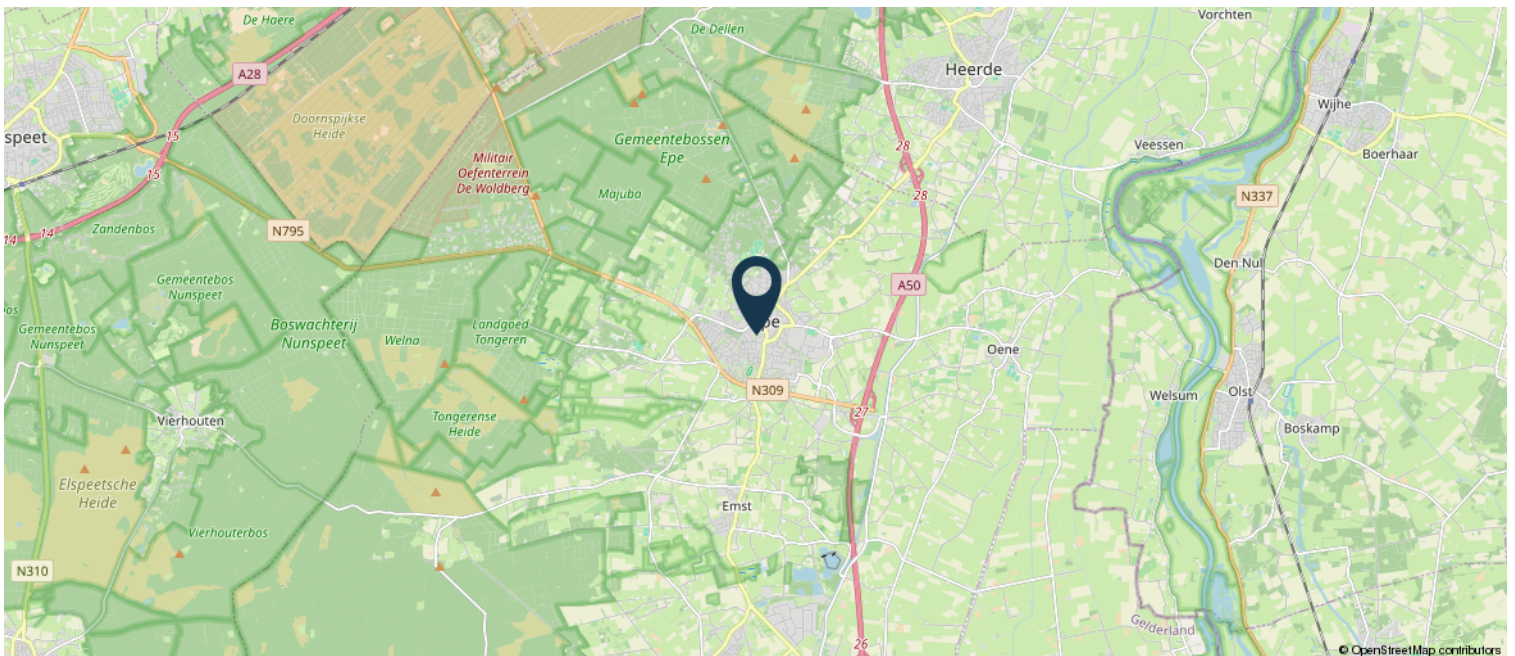 De Haere
De Dellen
Vorchten
A28
Heerde
Wijhe
Doornspijkse
Heide
15
speet
Gemeentebossen
Epe
28
Veessen
Boerhaar
Militair
Oefenterrein
De Woldberg
15
Majuba
28
N337
14
14
Zandenbos
N795
Den Nul
Gemeentebos
Nunspeet
A50
os
Gemeentebos
Nunspeet
Boswachterij
Nunspeet
Welna
Landgoed
Tongeren
pe
Oene
N309
Welsum
Olst
Vierhouten
Tongerense
Heide
27
Boskamp
Elspeetsche
Heide
Emst
Vierhouterbos
N310
Gelderland
26
© OpenStreetMap contributors